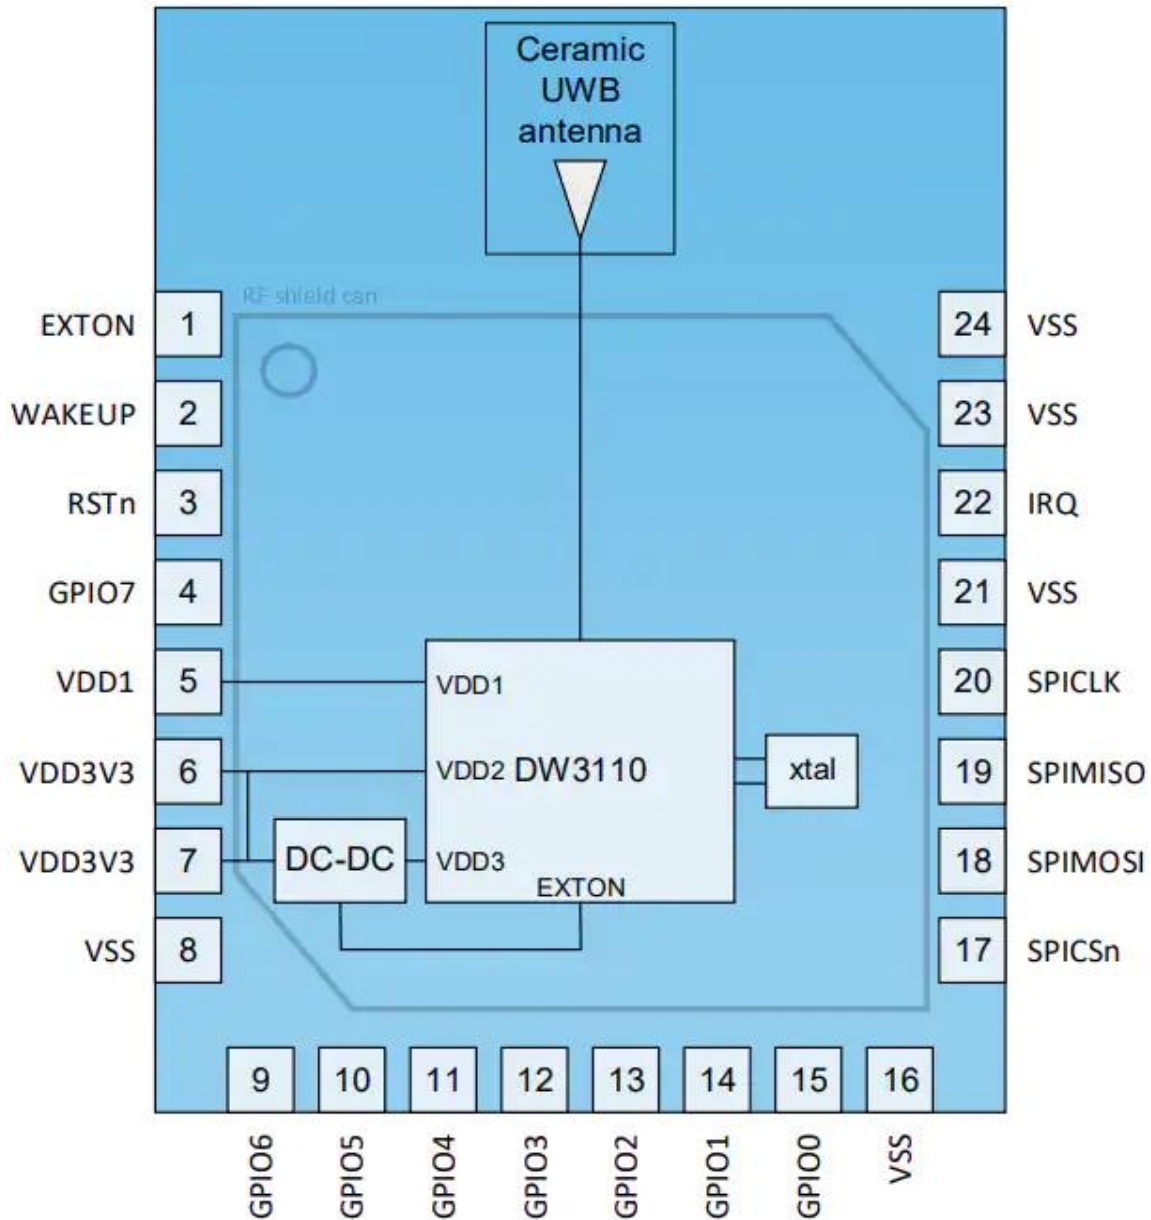 Ceramic
UWB
antenna
RF shield can
EXTON 1
WAKEUP 2
RSTn 3
GPIO7 4
VDD1 5
VDD3V3 6
VDD3V3 7
VSS 8
24 VSS
23 VSS
22 IRQ
21 VSS
20 SPICLK
19 SPIMISO
18 SPIMOSI
17 SPICSn
VDD1
VDD2 DW3110
xtal
DC-DC
VDD3
EXTON
9 10 11 12 13 14 15 16
GPIO6
GPIO5
GPIO4
GPIO3
GPIO2
GPIO1
GPIO0
VSS